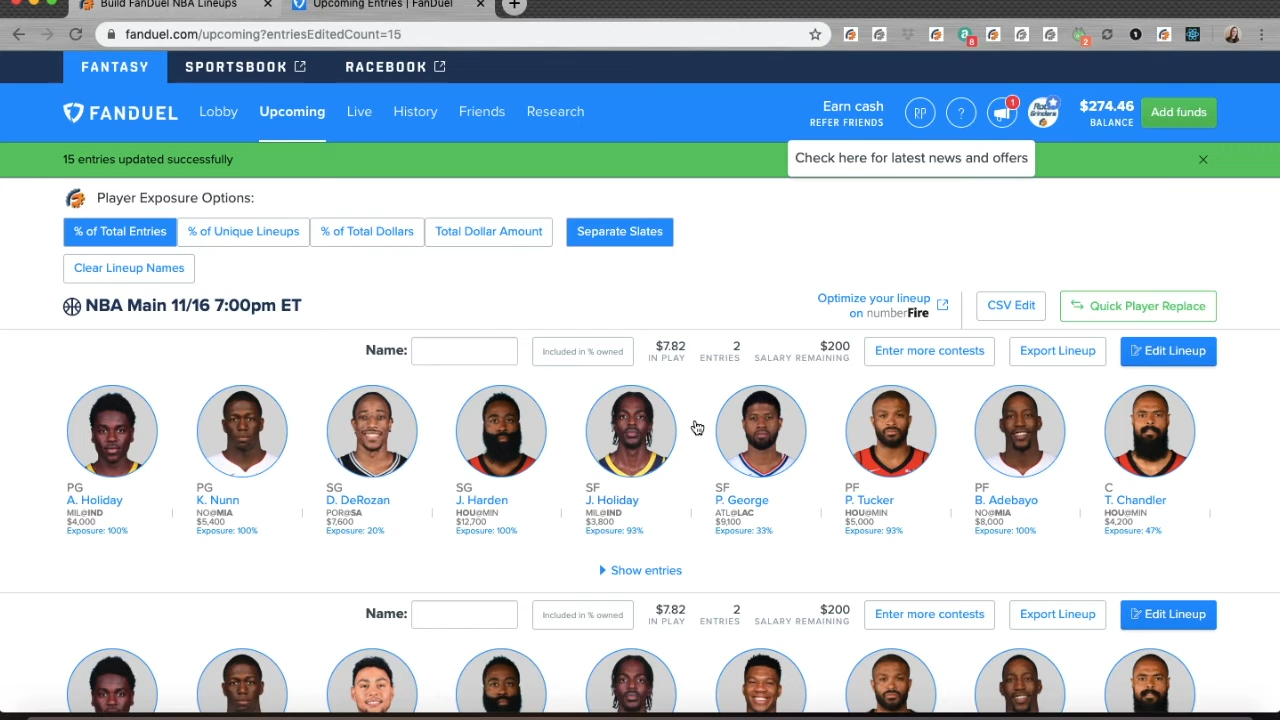 Build FanDuel NBA Lineups
Upcoming Entries | FanDuel
fanduel.com/upcoming?entriesEditedCount=15
8
2
FANTASY
SPORTSBOOK
RACEBOOK
FANDUEL
Lobby
Upcoming
Live
History
Friends
Research
Earn cash
REFER FRIENDS
RP
?
1
$274.46
BALANCE
Add funds
15 entries updated successfully
Check here for latest news and offers
Player Exposure Options:
% of Total Entries
% of Unique Lineups
% of Total Dollars
Total Dollar Amount
Separate Slates
Clear Lineup Names
NBA Main 11/16 7:00pm ET
Optimize your lineup
on numberFire
CSV Edit
Quick Player Replace
Name:
Included in % owned
$7.82
IN PLAY
2
ENTRIES
$200
SALARY REMAINING
Enter more contests
Export Lineup
Edit Lineup
PG
A. Holiday
MIL@IND
$4,000
Exposure: 100%
PG
K. Nunn
NO@MIA
$5,400
Exposure: 100%
SG
D. DeRozan
POR@SA
$7,600
Exposure: 20%
SG
J. Harden
HOU@MIN
$12,700
Exposure: 100%
SF
J. Holiday
MIL@IND
$3,800
Exposure: 93%
SF
P. George
ATL@LAC
$9,100
Exposure: 33%
PF
P. Tucker
HOU@MIN
$5,000
Exposure: 93%
PF
B. Adebayo
NO@MIA
$8,000
Exposure: 100%
C
T. Chandler
HOU@MIN
$4,200
Exposure: 47%
Show entries
Name:
Included in % owned
$7.82
IN PLAY
2
ENTRIES
$200
SALARY REMAINING
Enter more contests
Export Lineup
Edit Lineup